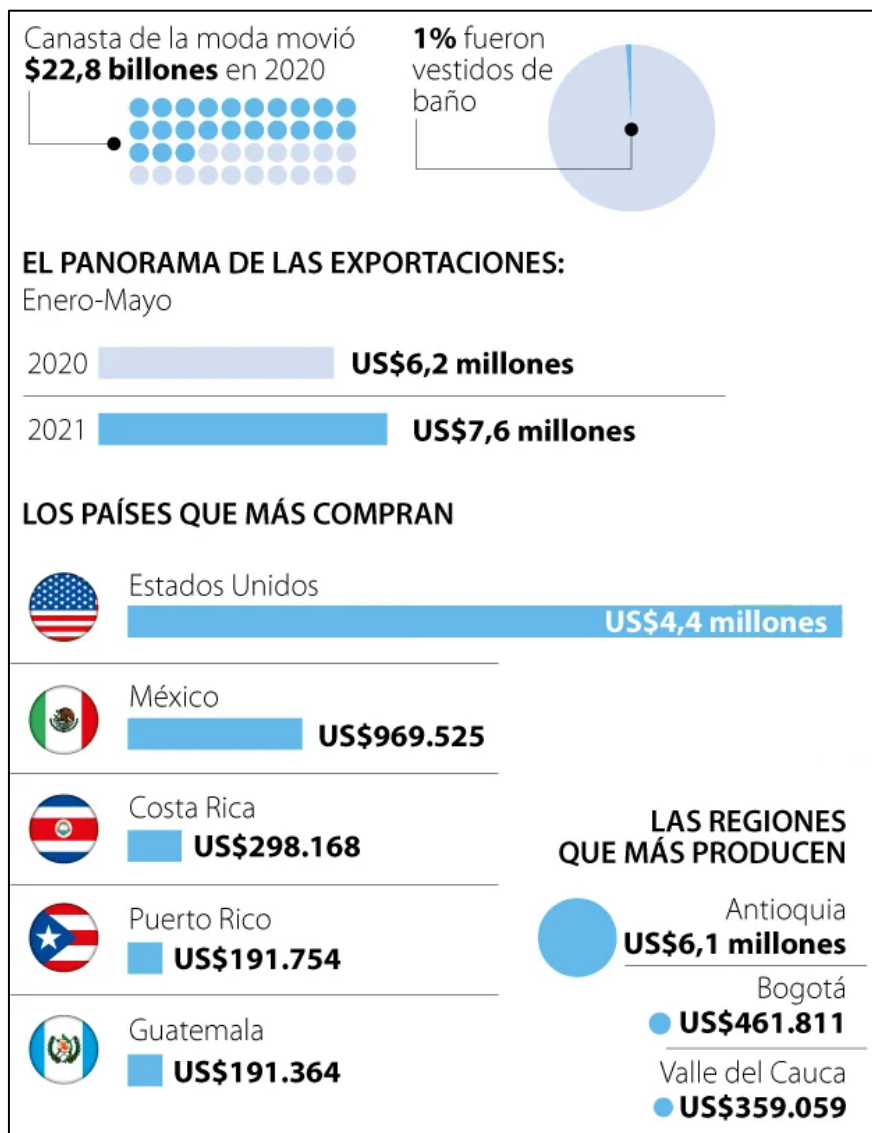 Canasta de la moda movió
$22,8 billones en 2020
1% fueron
vestidos de
baño
EL PANORAMA DE LAS EXPORTACIONES:
Enero-Mayo
2020 US$6,2 millones
2021 US$7,6 millones
LOS PAÍSES QUE MÁS COMPRAN
Estados Unidos
US$4,4 millones
México
US$969.525
Costa Rica
US$298.168
Puerto Rico
US$191.754
Guatemala
US$191.364
LAS REGIONES
QUE MÁS PRODUCEN
Antioquia
US$6,1 millones
Bogotá
US$461.811
Valle del Cauca
US$359.059